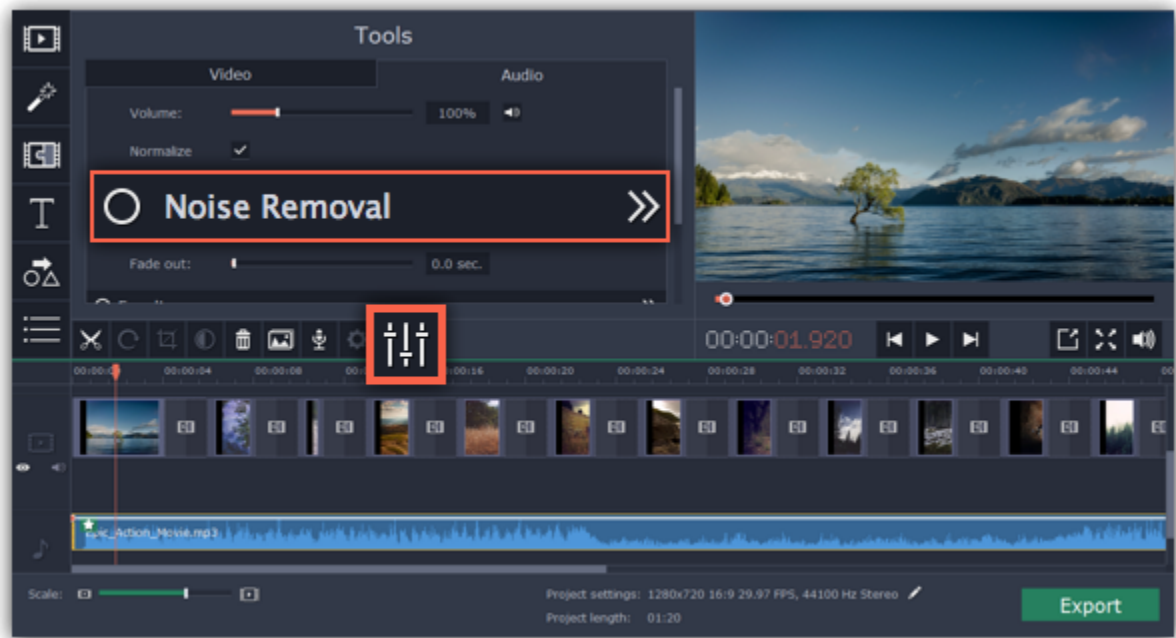 Tools
Video Audio
Volume: 100%
Normalize
Noise Removal
Fade out: 0.0 sec.
T
00:00:01.920
00:00:04 00:00:08 00:00:16 00:00:20 00:00:24 00:00:28 00:00:32 00:00:36 00:00:40 00:00:44
Epic_Action_Movie.mp3
Scale: Project settings: 1280x720 16:9 29.97 FPS, 44100 Hz Stereo
Project length: 01:20
Export